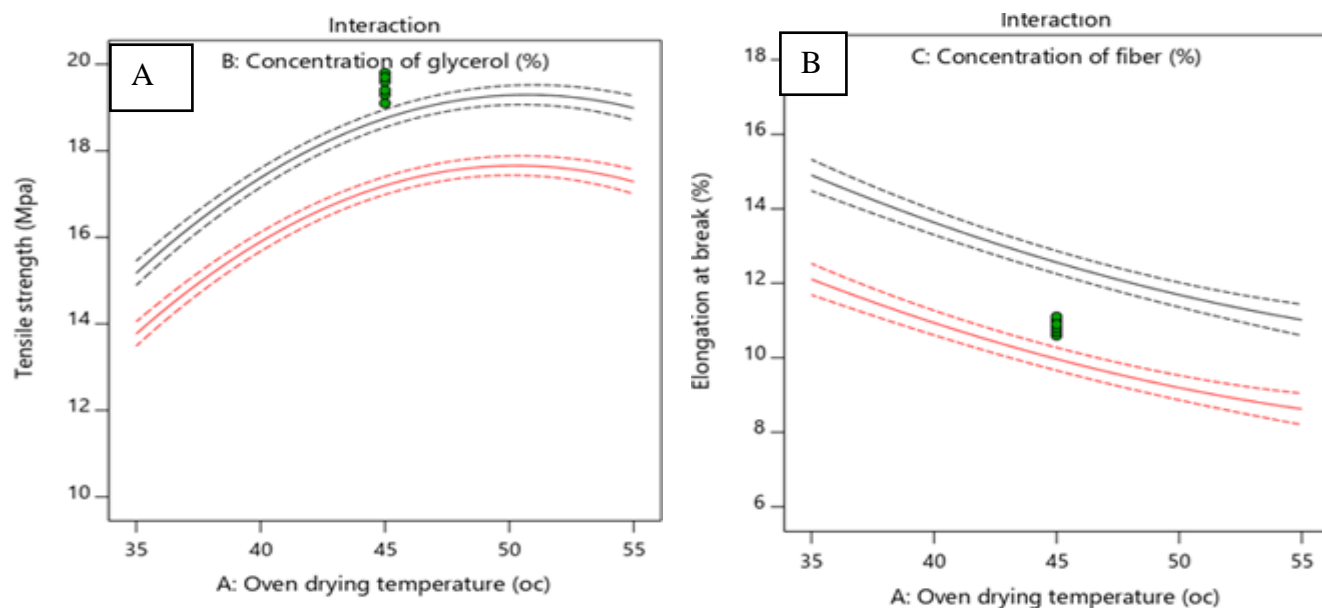 Interaction
A
B: Concentration of glycerol (%)
20
18
16
14
12
10
Tensile strength (Mpa)
35 40 45 50 55
A: Oven drying temperature (oc)
Interaction
B
C: Concentration of fiber (%)
18
16
14
12
10
8
6
Elongation at break (%)
35 40 45 50 55
A: Oven drying temperature (oc)